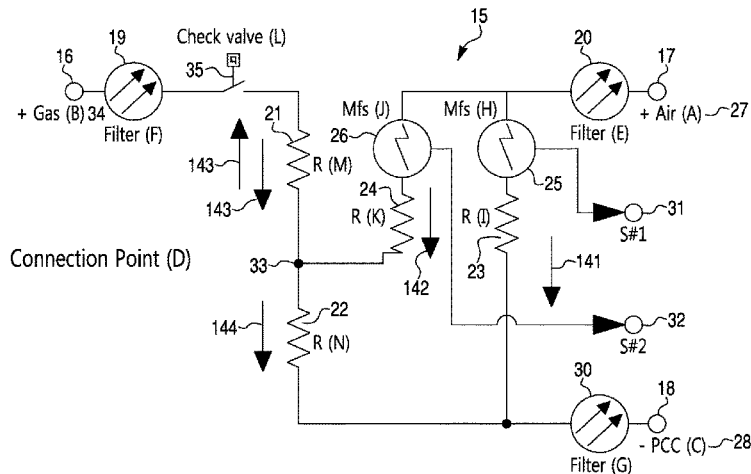 15
19
Check valve (L)
20
16
35
17
+ Gas (B) 34
Filter (F)
21
Mfs (J)
Mfs (H)
+ Air (A) 27
Filter (E)
26
143
143
R (M)
24
25
R (K)
R (I)
31
S#1
23
Connection Point (D)
33
142
141
144
22
R (N)
32
S#2
30
18
- PCC (C) 28
Filter (G)